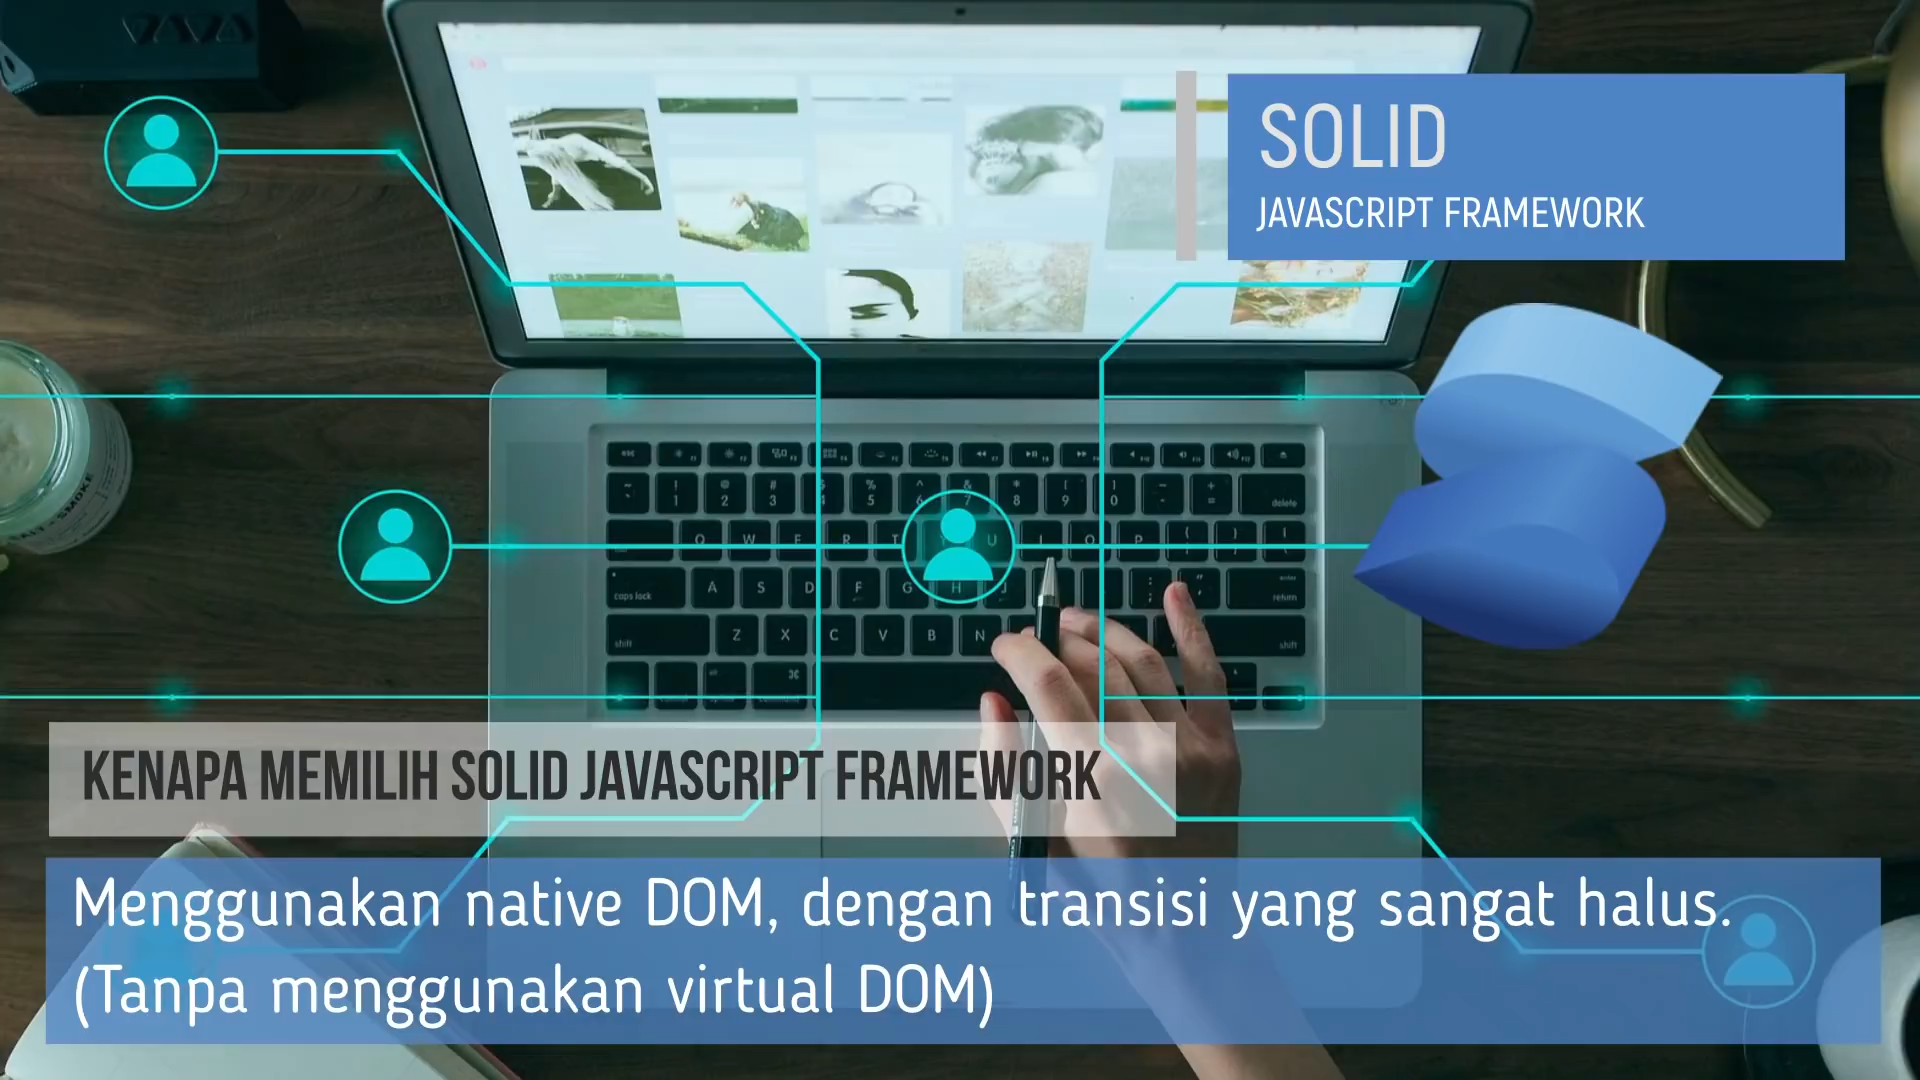 SOLID
JAVASCRIPT FRAMEWORK
KENAPA MEMILIH SOLID JAVASCRIPT FRAMEWORK
Menggunakan native DOM, dengan transisi yang sangat halus.
(Tanpa menggunakan virtual DOM)